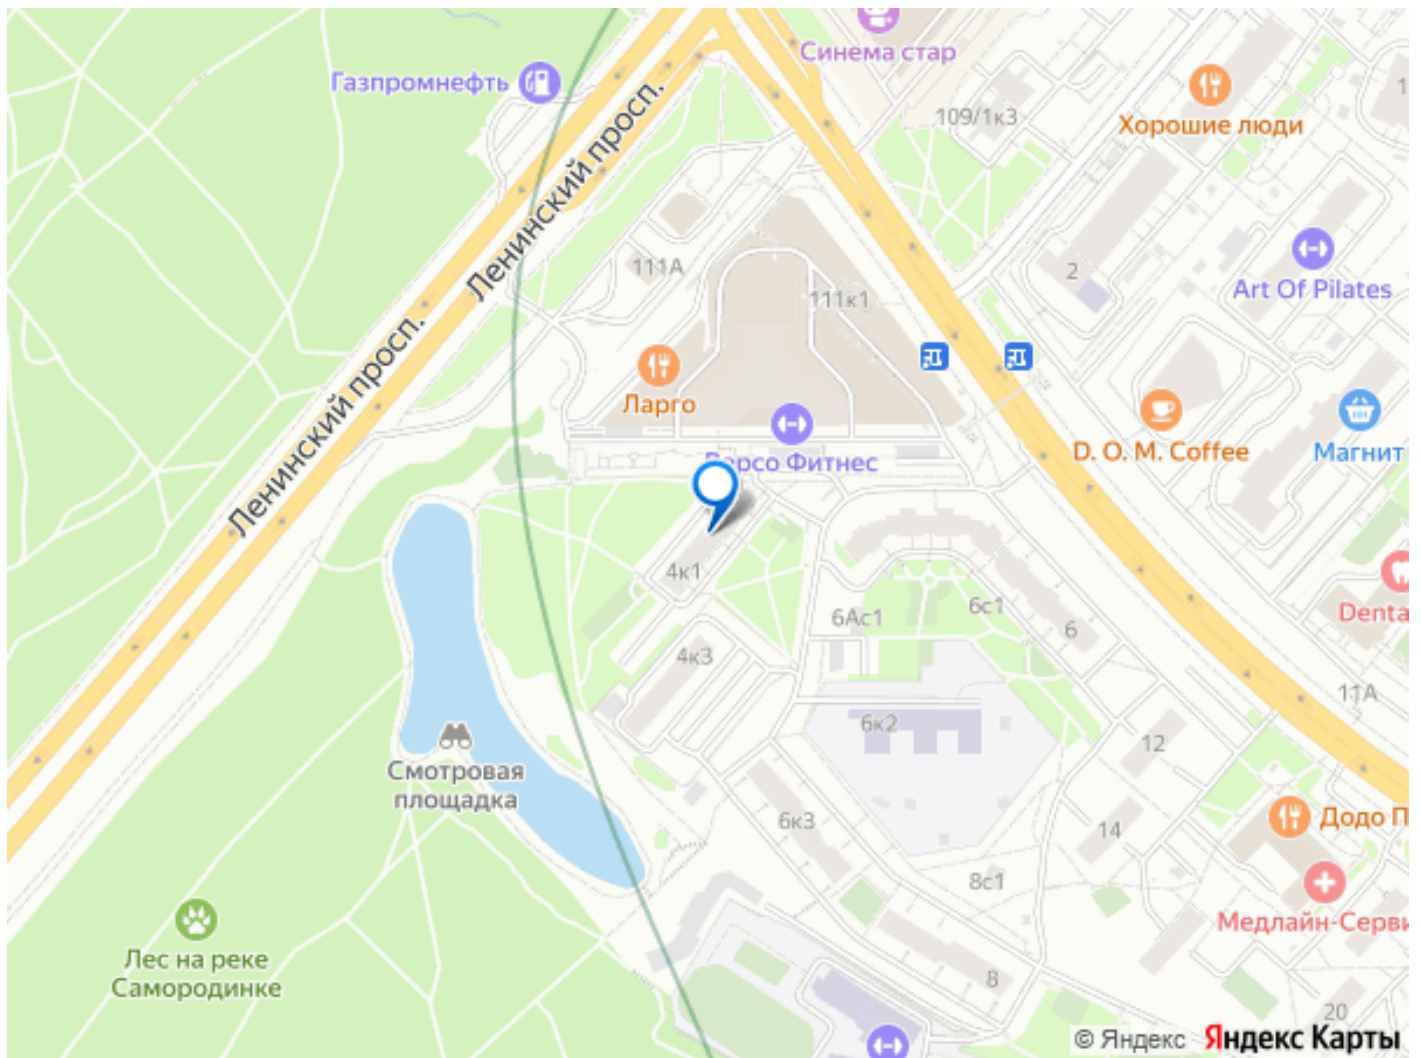 Синема стар
Газпромнефть
109/1к3
Хорошие люди
Ленинский просп.
111А
2
Art Of Pilates
111к1
Ленинский просп.
Ларго
D. O. M. Coffee
Магнит
Фитнес
4к1
6Ас1
6с1
6
Denta
4к3
11А
6к2
12
Смотровая
площадка
6к3
14
Додо П
8с1
Медлайн-Серви
Лес на реке
Самородинке
8
20
© Яндекс Яндекс Карты